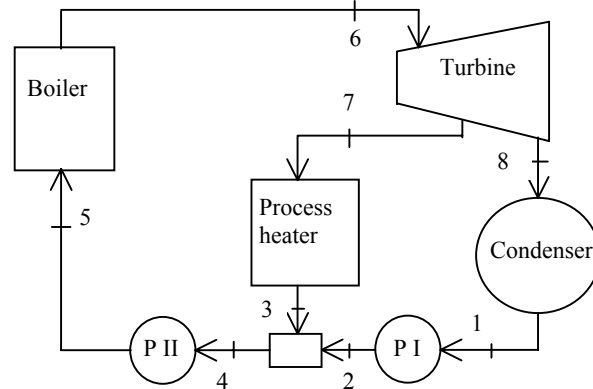 6
Boiler
Turbine
7
8
5
Process
heater
Condenser
3
1
P II
P I
4
2